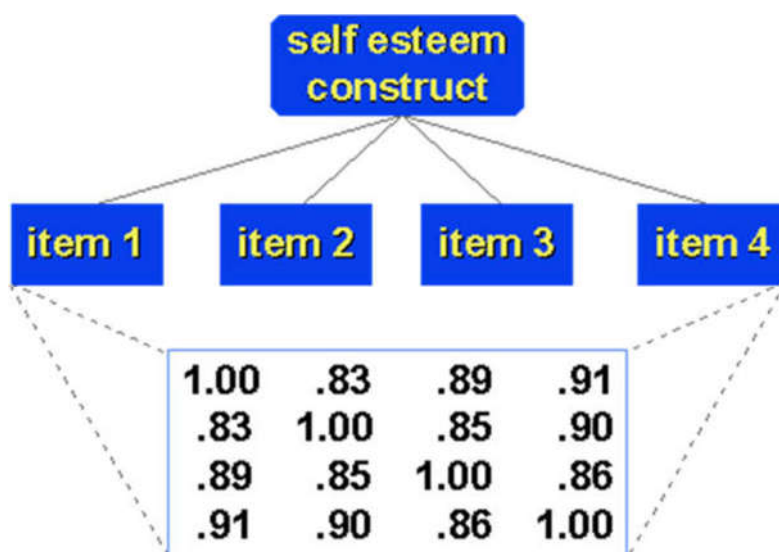 self esteem
construct
item 1 item 2 item 3 item 4
1.00 .83 .89 .91
.83 1.00 .85 .90
.89 .85 1.00 .86
.91 .90 .86 1.00